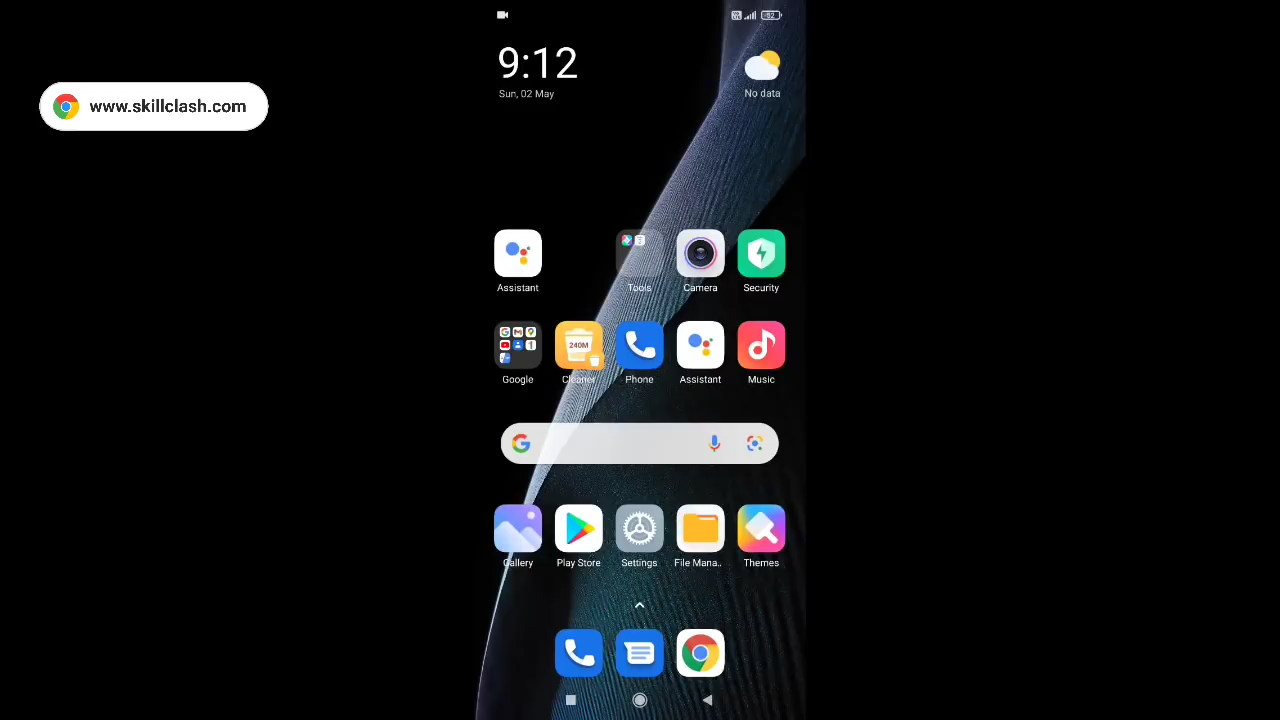 9:12
Sun, 02 May
No data
www.skillclash.com
Assistant
Tools
Camera
Security
240M
Google
Cleaner
Phone
Assistant
Music
Gallery
Play Store
Settings
File Mana..
Themes